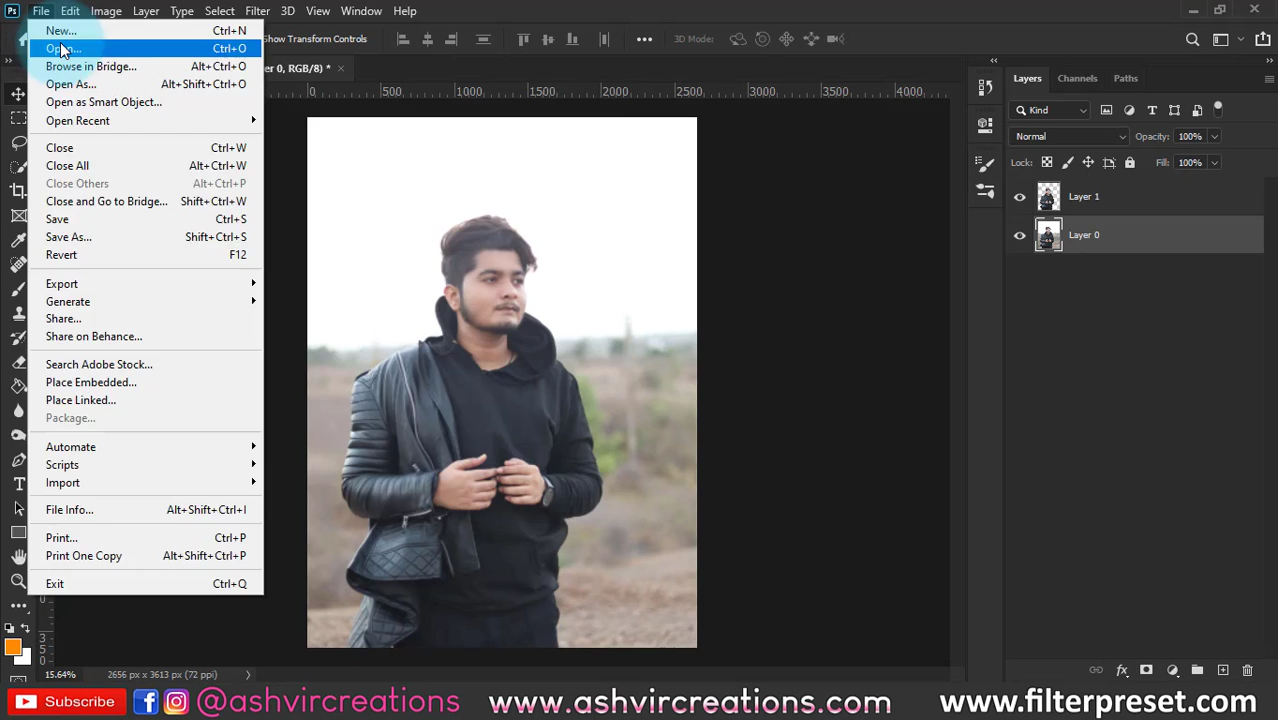 Ps File Edit Image Layer Type Select Filter 3D View Window Help
Show Transform Controls
3D Mode:
er 0, RGB/8) *
New... Ctrl+N
Open... Ctrl+O
Browse in Bridge... Alt+Ctrl+O
Open As... Alt+Shift+Ctrl+O
Open as Smart Object...
Open Recent
Close Ctrl+W
Close All Alt+Ctrl+W
Close Others Alt+Ctrl+P
Close and Go to Bridge... Shift+Ctrl+W
Save Ctrl+S
Save As... Shift+Ctrl+S
Revert F12
Export
Generate
Share...
Share on Behance...
Search Adobe Stock...
Place Embedded...
Place Linked...
Package...
Automate
Scripts
Import
File Info... Alt+Shift+Ctrl+I
Print... Ctrl+P
Print One Copy Alt+Shift+Ctrl+P
Exit Ctrl+Q
0 500 1000 1500 2000 2500 3000 3500 4000
Layers Channels Paths
Kind
Normal Opacity: 100%
Lock: Fill: 100%
Layer 1
Layer 0
3
5
0
15.64% 2656 px x 3613 px (72 ppi)
Subscribe @ashvircreations www.ashvircreations.com www.filterpreset.com